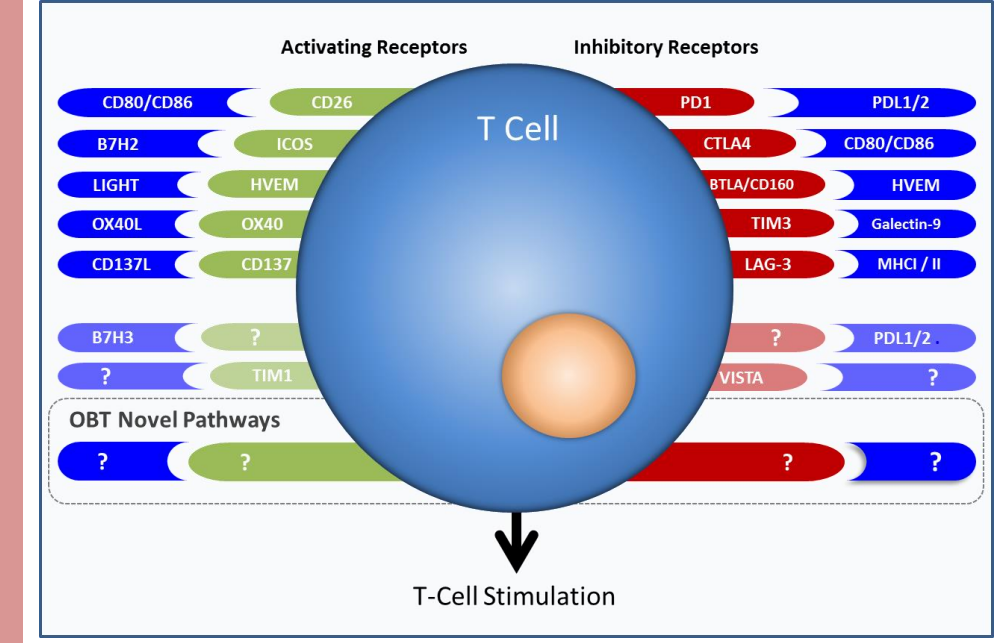 Activating Receptors Inhibitory Receptors
CD80/CD86 CD26 PD1 PDL1/2
T Cell
B7H2 ICOS CTLA4 CD80/CD86
LIGHT HVEM BTLA/CD160 HVEM
OX40L OX40 TIM3 Galectin-9
CD137L CD137 LAG-3 MHCI / II
B7H3 ? ? PDL1/2 .
? TIM1 VISTA ?
OBT Novel Pathways
? ? ? ?
T-Cell Stimulation